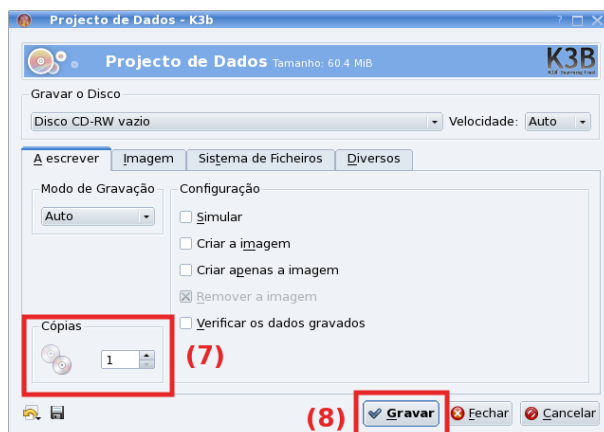 Projecto de Dados - K3b
Projecto de Dados Tamanho: 60.4 MiB
K3B
Gravar o Disco
Disco CD-RW vazio
Velocidade: Auto
A escrever Imagem Sistema de Ficheiros Diversos
Modo de Gravação
Auto
Configuração
Simular
Criar a imagem
Criar apenas a imagem
Remover a imagem
Verificar os dados gravados
Cópias
1
(7)
(8)
Gravar Fechar Cancelar